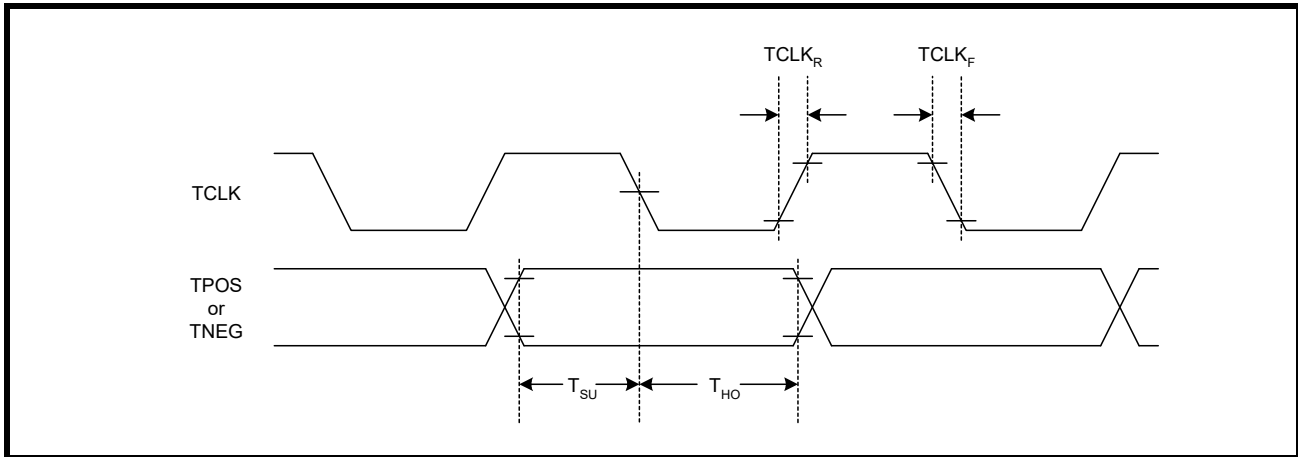 TCLKR
TCLKF
TCLK
TPOS
or
TNEG
TSU
THO